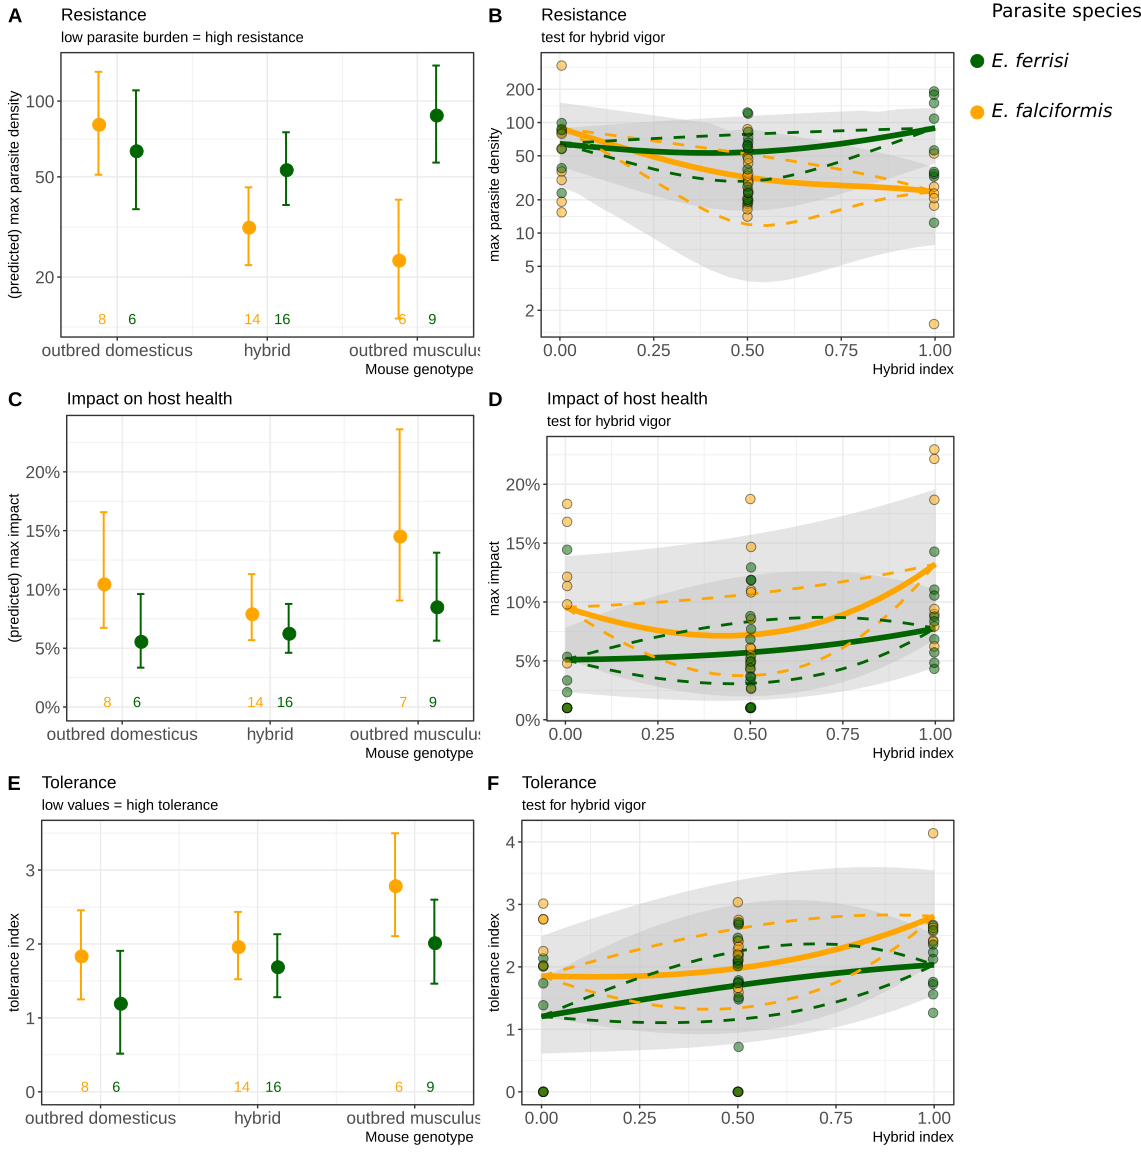 A
Resistance
low parasite burden = high resistance
(predicted) max parasite density
100
50
20
8 6 14 16 6 9
outbred domesticus hybrid outbred musculus
Mouse genotype
B
Resistance
test for hybrid vigor
max parasite density
200
100
50
20
10
5
2
0.00 0.25 0.50 0.75 1.00
Hybrid index
Parasite species
E. ferrisi
E. falciformis
C
Impact on host health
(predicted) max impact
20%
15%
10%
5%
0%
8 6 14 16 7 9
outbred domesticus hybrid outbred musculus
Mouse genotype
D
Impact of host health
test for hybrid vigor
max impact
20%
15%
10%
5%
0%
0.00 0.25 0.50 0.75 1.00
Hybrid index
E
Tolerance
low values = high tolerance
tolerance index
3
2
1
0
8 6 14 16 6 9
outbred domesticus hybrid outbred musculus
Mouse genotype
F
Tolerance
test for hybrid vigor
tolerance index
4
3
2
1
0
0.00 0.25 0.50 0.75 1.00
Hybrid index